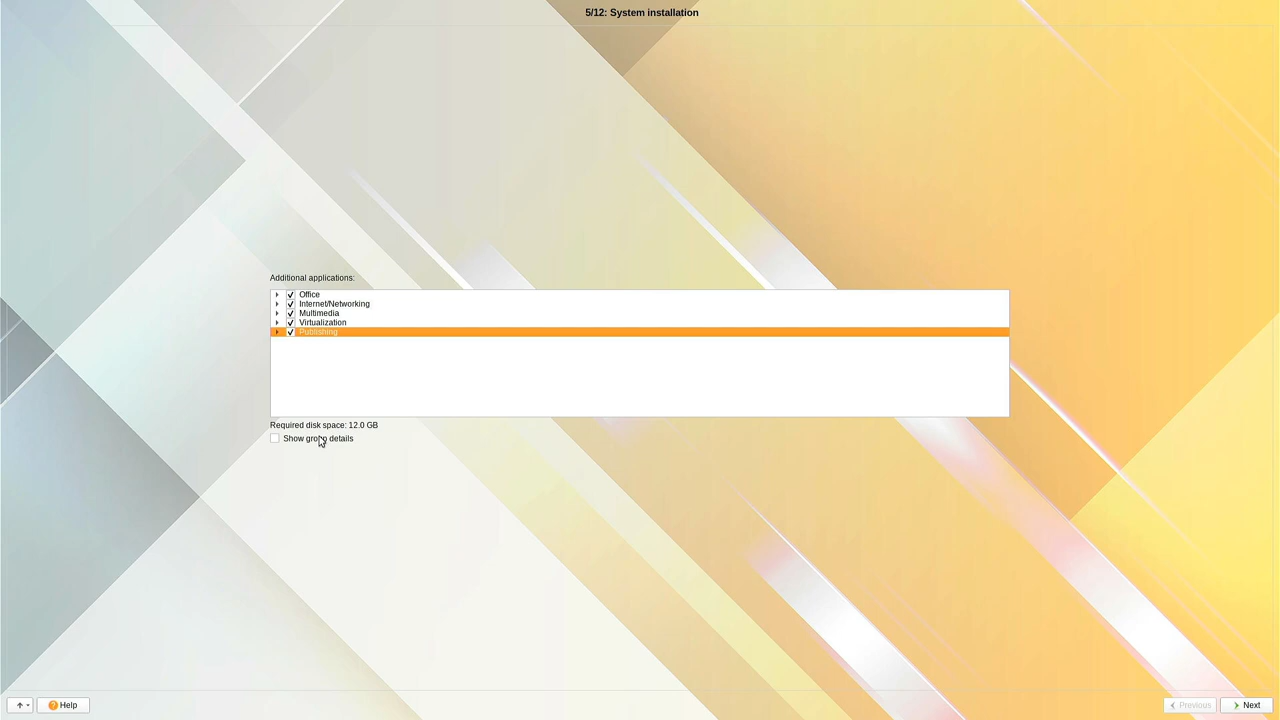 5/12: System installation
Additional applications:
Office
Internet/Networking
Multimedia
Virtualization
Publishing
Required disk space: 12.0 GB
Show group details
Help
Previous
Next